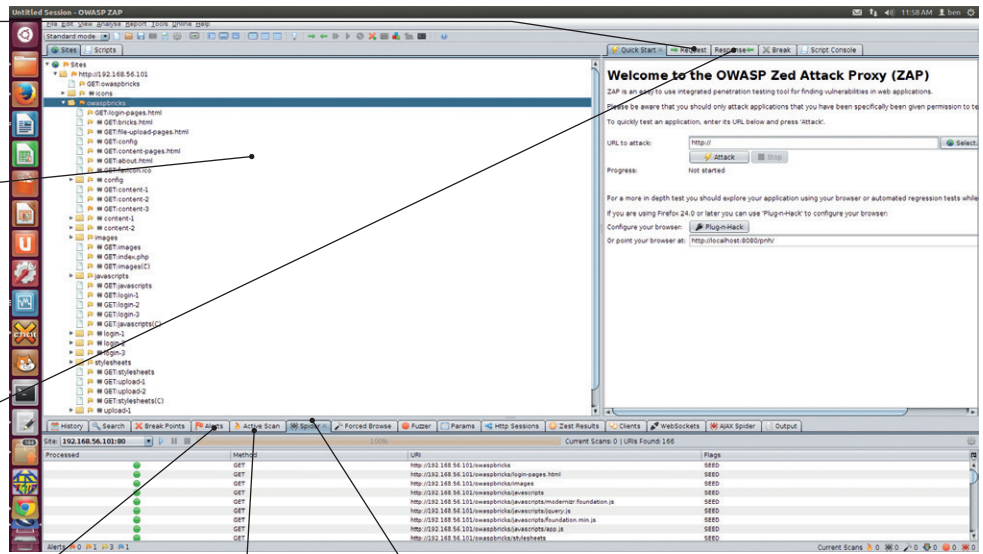 Untitled Session - OWASP ZAP
11:58 AM ben
File Edit View Analyse Report Tools Online Help
Standard mode
Sites Scripts
Quick Start Request Response Break Script Console
Sites
http://192.168.56.101
GET:owaspbricks
icons
owaspbricks
GET:login-pages.html
GET:bricks.html
GET:file-upload-pages.html
GET:config
GET:content-pages.html
GET:about.html
GET:favicon.ico
config
GET:content-1
GET:content-2
GET:content-3
content-1
content-2
images
GET:images
GET:index.php
GET:images(C)
javascripts
GET:javascripts
GET:login-1
GET:login-2
GET:login-3
GET:javascripts(C)
login-1
login-2
login-3
stylesheets
GET:stylesheets
GET:upload-1
GET:upload-2
GET:stylesheets(C)
upload-1
Welcome to the OWASP Zed Attack Proxy (ZAP)
ZAP is an easy to use integrated penetration testing tool for finding vulnerabilities in web applications.
Please be aware that you should only attack applications that you have been specifically been given permission to te
To quickly test an application, enter its URL below and press 'Attack'.
URL to attack: http:// Select.
Attack Stop
Progress: Not started
For a more in depth test you should explore your application using your browser or automated regression tests while
If you are using Firefox 24.0 or later you can use 'Plug-n-Hack' to configure your browser:
Configure your browser: Plug-n-Hack
Or point your browser at: http://localhost:8080/pnh/
History Search Break Points Alerts Active Scan Spider Forced Browse Fuzzer Params Http Sessions Zest Results Clients WebSockets AJAX Spider Output
Site: 192.168.56.101:80 100% Current Scans: 0 URIs Found: 166
Processed Method URI Flags
GET http://192.168.56.101/owaspbricks SEED
GET http://192.168.56.101/owaspbricks/login-pages.html SEED
GET http://192.168.56.101/owaspbricks/images SEED
GET http://192.168.56.101/owaspbricks/javascripts SEED
GET http://192.168.56.101/owaspbricks/javascripts/modernizr.foundation.js SEED
GET http://192.168.56.101/owaspbricks/javascripts/jquery.js SEED
GET http://192.168.56.101/owaspbricks/javascripts/foundation.min.js SEED
GET http://192.168.56.101/owaspbricks/javascripts/app.js SEED
GET http://192.168.56.101/owaspbricks/stylesheets SEED
Alerts 0 1 3 1 Current Scans 0 0 0 0 0 0